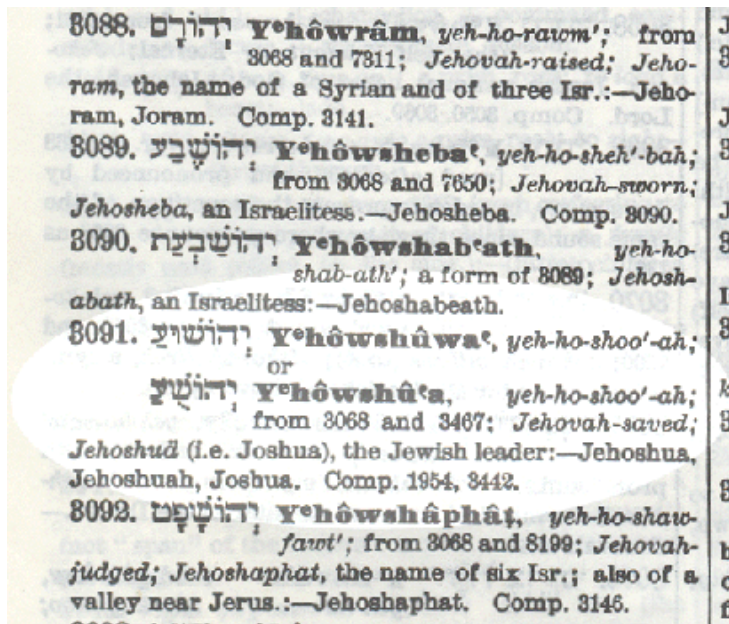 3088. יְהוֹרָם Yᵉhôwrâm, yeh-ho-rawm'; from
3068 and 7311; Jehovah-raised; Jeho-
ram, the name of a Syrian and of three Isr.:—Jeho-
ram, Joram. Comp. 3141.
3089. יְהוֹשֶׁבַע Yᵉhôwshebaʻ, yeh-ho-sheh'-bah;
from 3068 and 7650; Jehovah-sworn;
Jehosheba, an Israelitess.—Jehosheba. Comp. 3090.
3090. יְהוֹשַׁבְעַת Yᵉhôwshabʻath, yeh-ho-
shab-ath'; a form of 3089; Jehosh-
abath, an Israelitess:—Jehoshabeath.
3091. יְהוֹשׁוּעַ Yᵉhôwshûwaʻ, yeh-ho-shoo'-ah;
or
יְהוֹשֻׁעַ Yᵉhôwshûʻa, yeh-ho-shoo'-ah;
from 3068 and 3467; Jehovah-saved;
Jehoshuä (i.e. Joshua), the Jewish leader:—Jehoshua,
Jehoshuah, Joshua. Comp. 1954, 3442.
3092. יְהוֹשָׁפָט Yᵉhôwshâphâṭ, yeh-ho-shaw-
fawt'; from 3068 and 8199; Jehovah-
judged; Jehoshaphat, the name of six Isr.; also of a
valley near Jerus.:—Jehoshaphat. Comp. 3146.